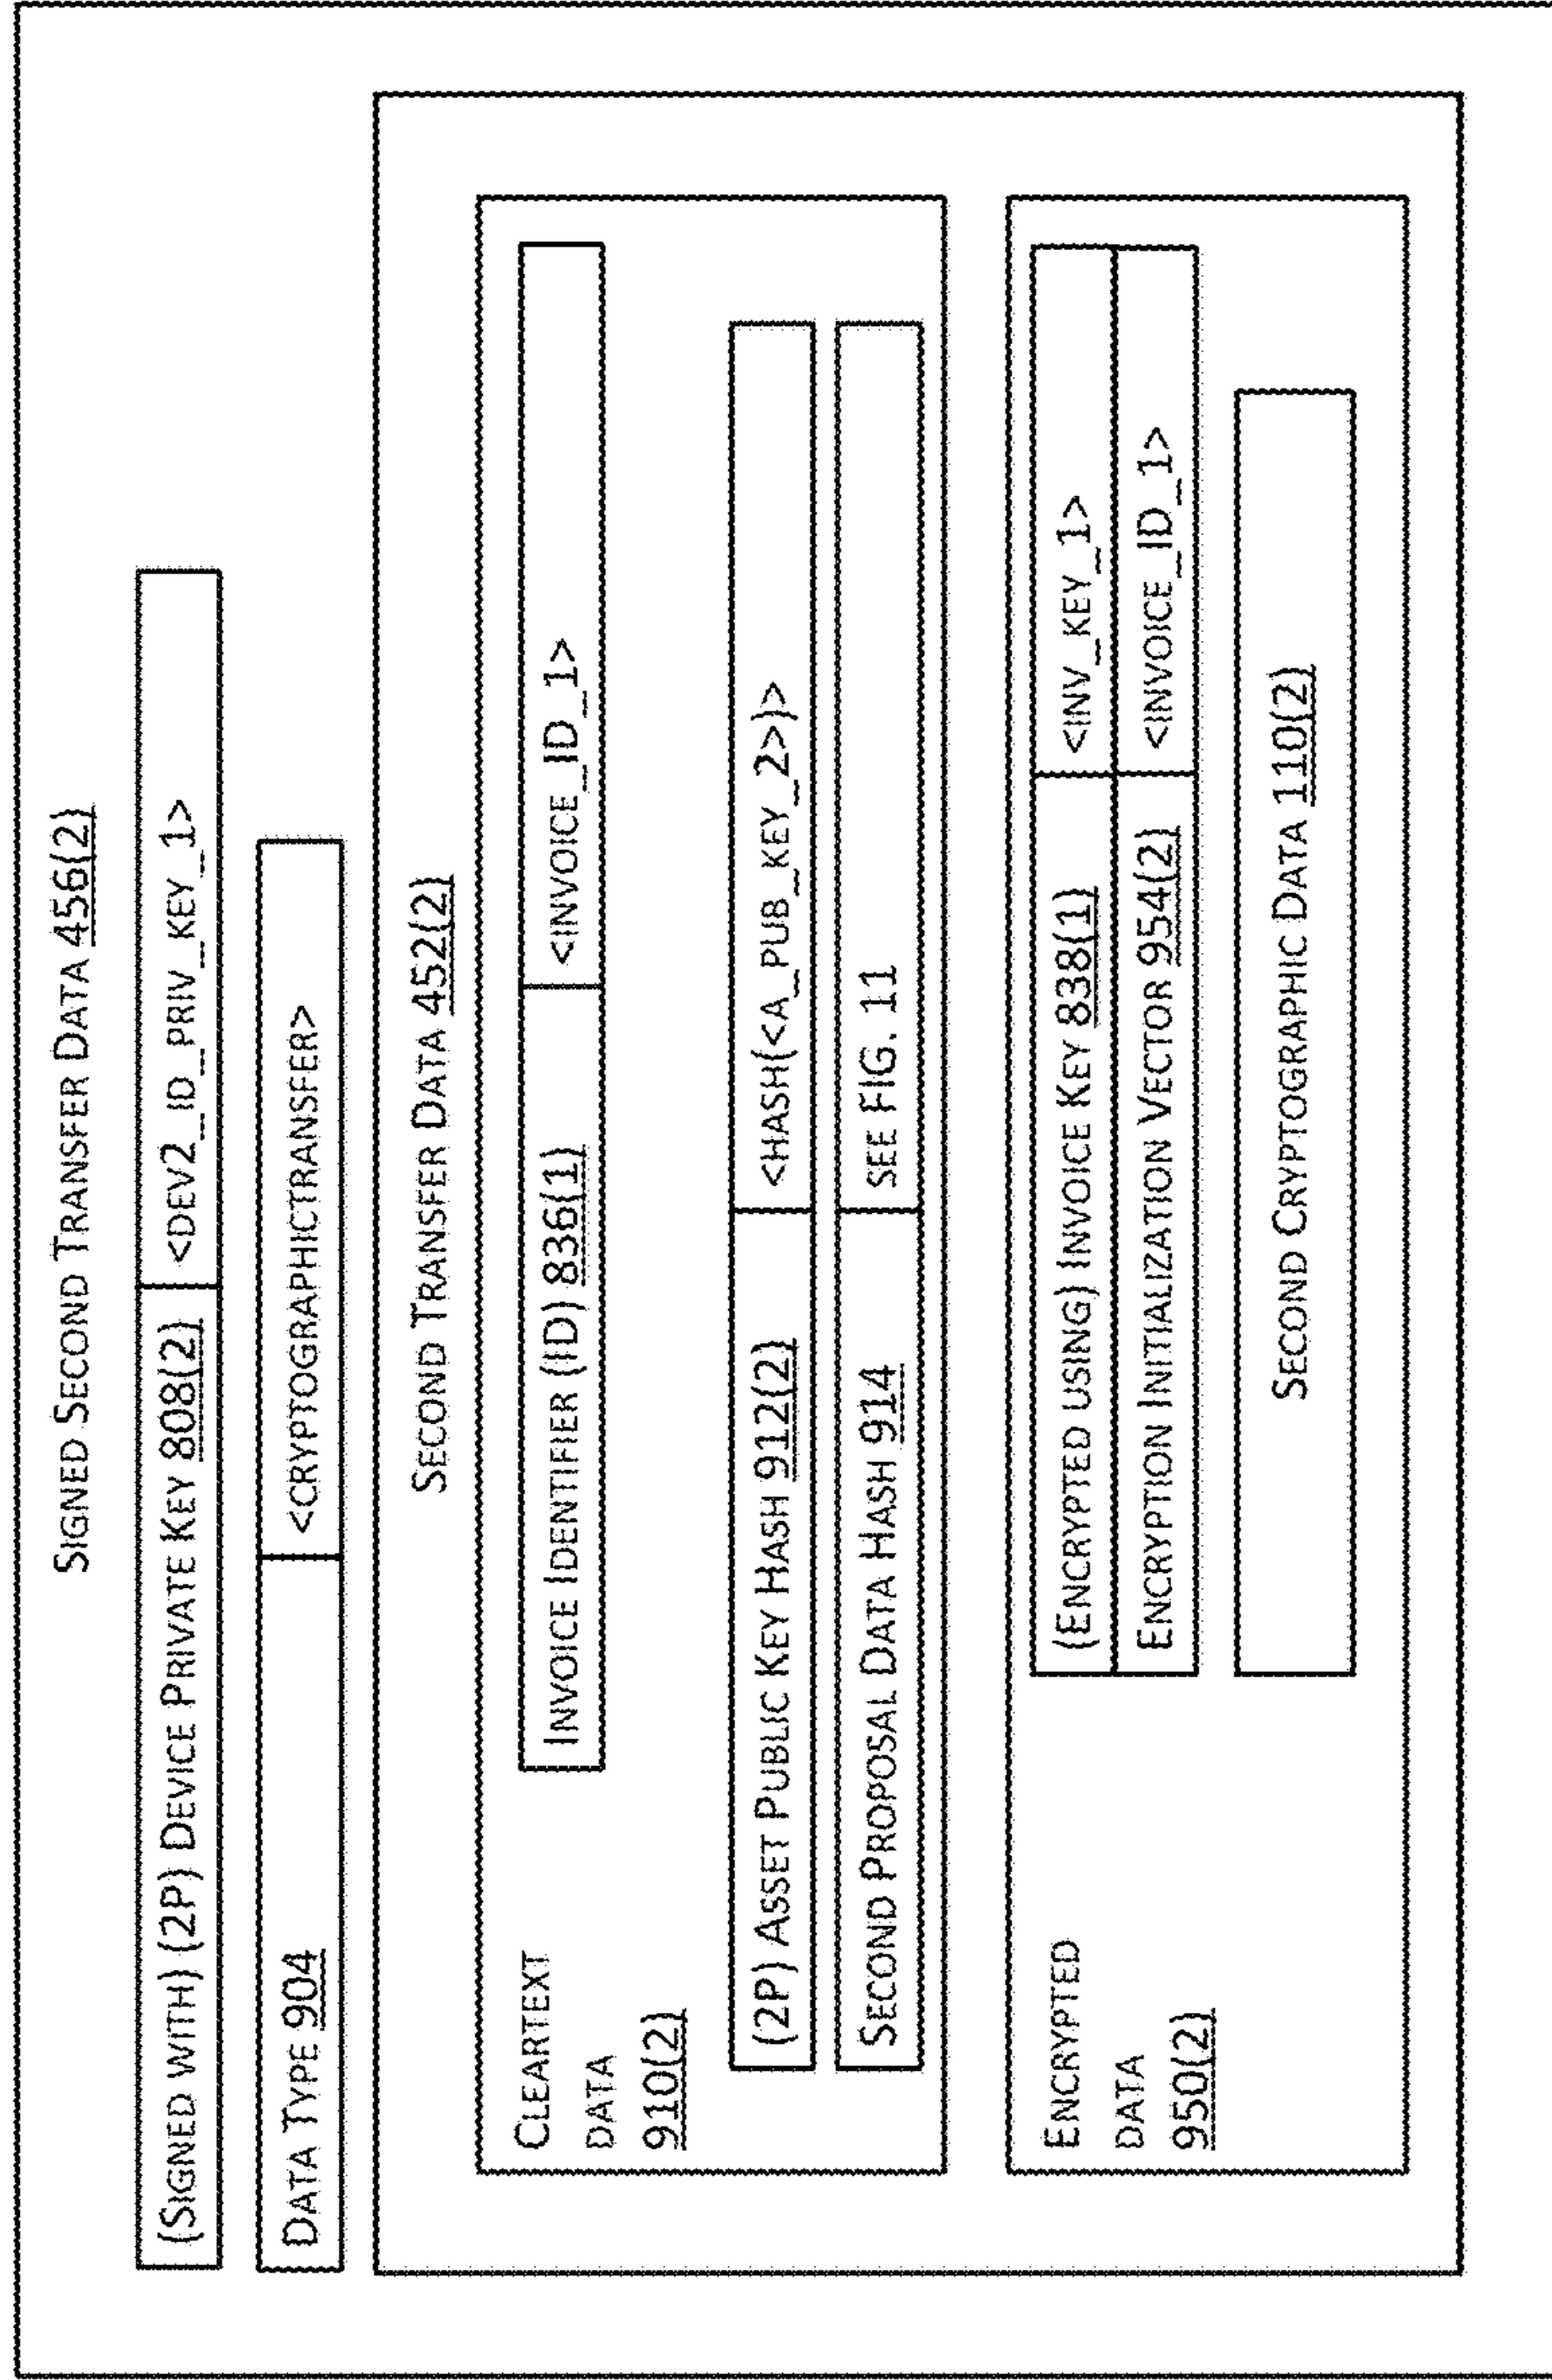 SIGNED SECOND TRANSFER DATA 456(2)
(SIGNED WITH) (2P) DEVICE PRIVATE KEY 808(2) <DEV2_ID_PRIV_KEY_1>
DATA TYPE 904 <CRYPTOGRAPHICTRANSFER>
SECOND TRANSFER DATA 452(2)
CLEARTEXT
DATA
910(2)
INVOICE IDENTIFIER (ID) 836(1) <INVOICE_ID_1>
(2P) ASSET PUBLIC KEY HASH 912(2) <HASH(<A_PUB_KEY_2>)>
SECOND PROPOSAL DATA HASH 914 SEE FIG. 11
ENCRYPTED
DATA
950(2)
(ENCRYPTED USING) INVOICE KEY 838(1) <INV_KEY_1>
ENCRYPTION INITIALIZATION VECTOR 954(2) <INVOICE_ID_1>
SECOND CRYPTOGRAPHIC DATA 110(2)